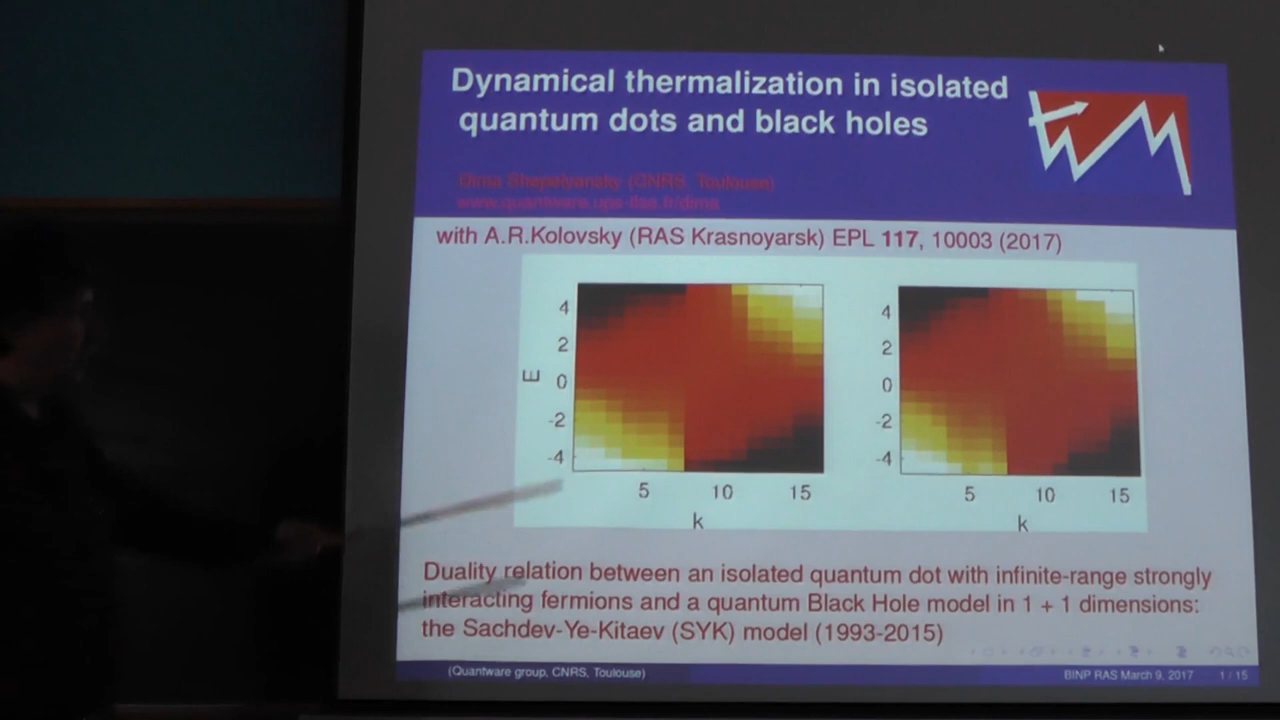 Dynamical thermalization in isolated
quantum dots and black holes
Dima Shepelyansky (CNRS, Toulouse)
www.quantware.ups-tlse.fr/dima
with A.R.Kolovsky (RAS Krasnoyarsk) EPL 117, 10003 (2017)
E
4
2
0
-2
-4
5 10 15
k
4
2
0
-2
-4
5 10 15
k
Duality relation between an isolated quantum dot with infinite-range strongly
interacting fermions and a quantum Black Hole model in 1 + 1 dimensions:
the Sachdev-Ye-Kitaev (SYK) model (1993-2015)
(Quantware group, CNRS, Toulouse) BINP RAS March 9, 2017 1 / 15